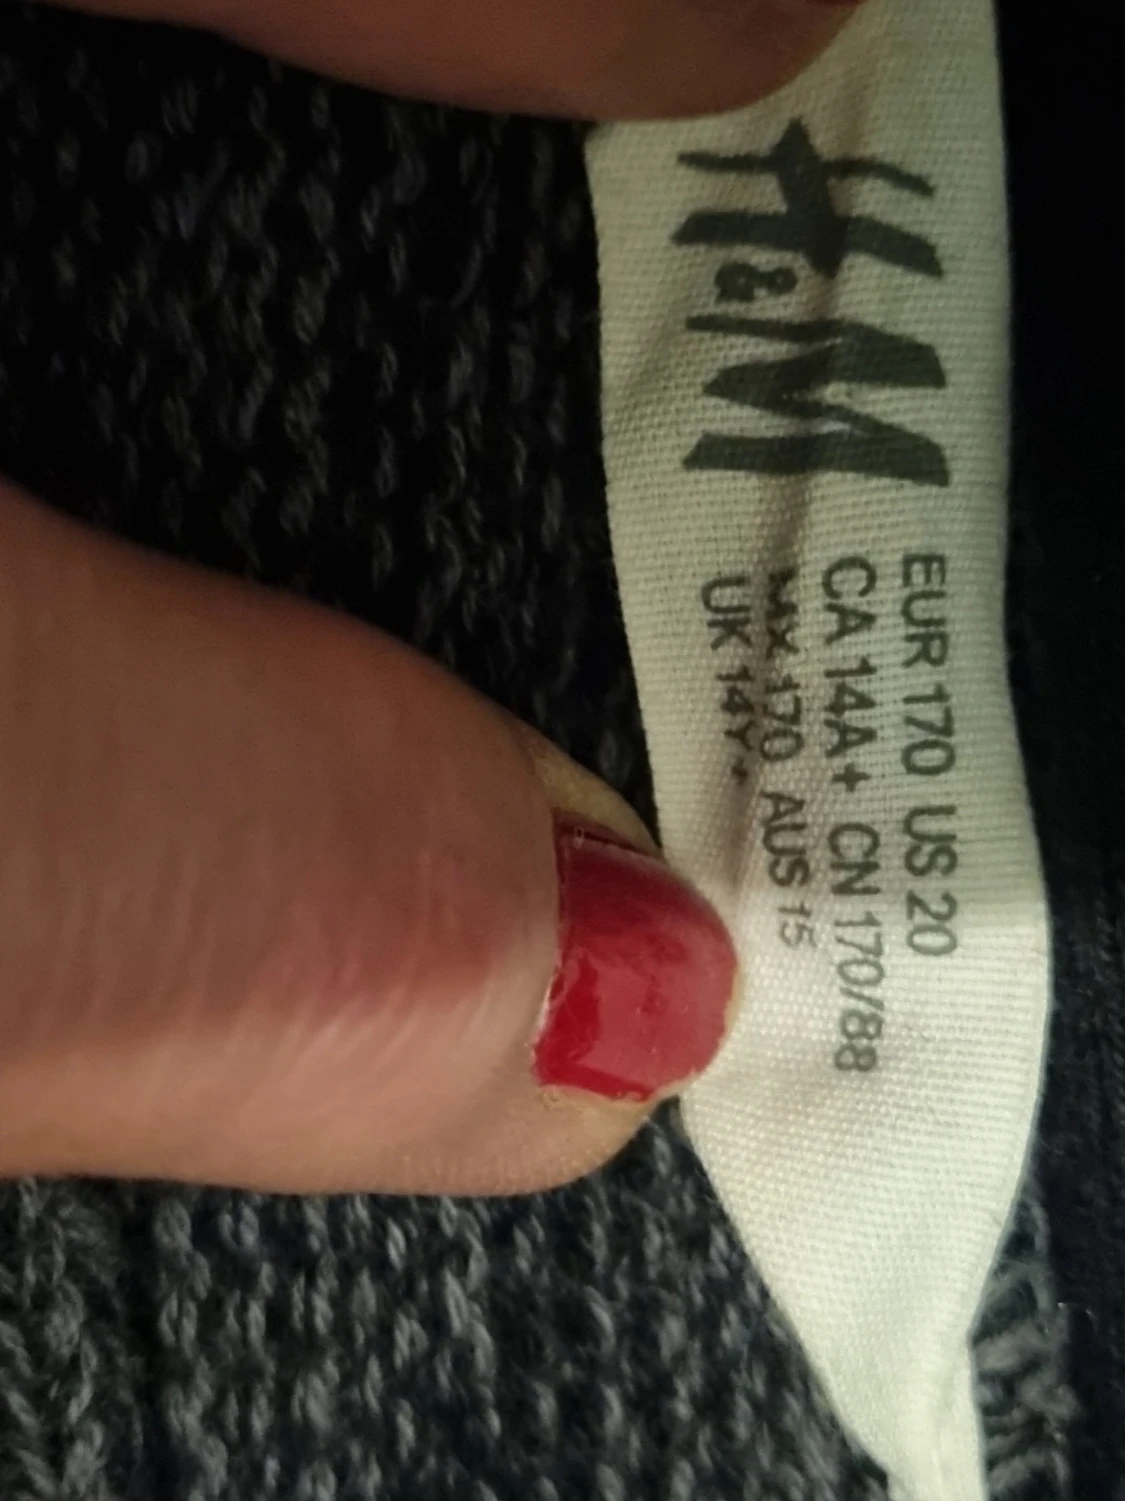 H&M
EUR 170 US 20
CA 14A+ CN 170/88
MX 170 AUS 15
UK 14Y+